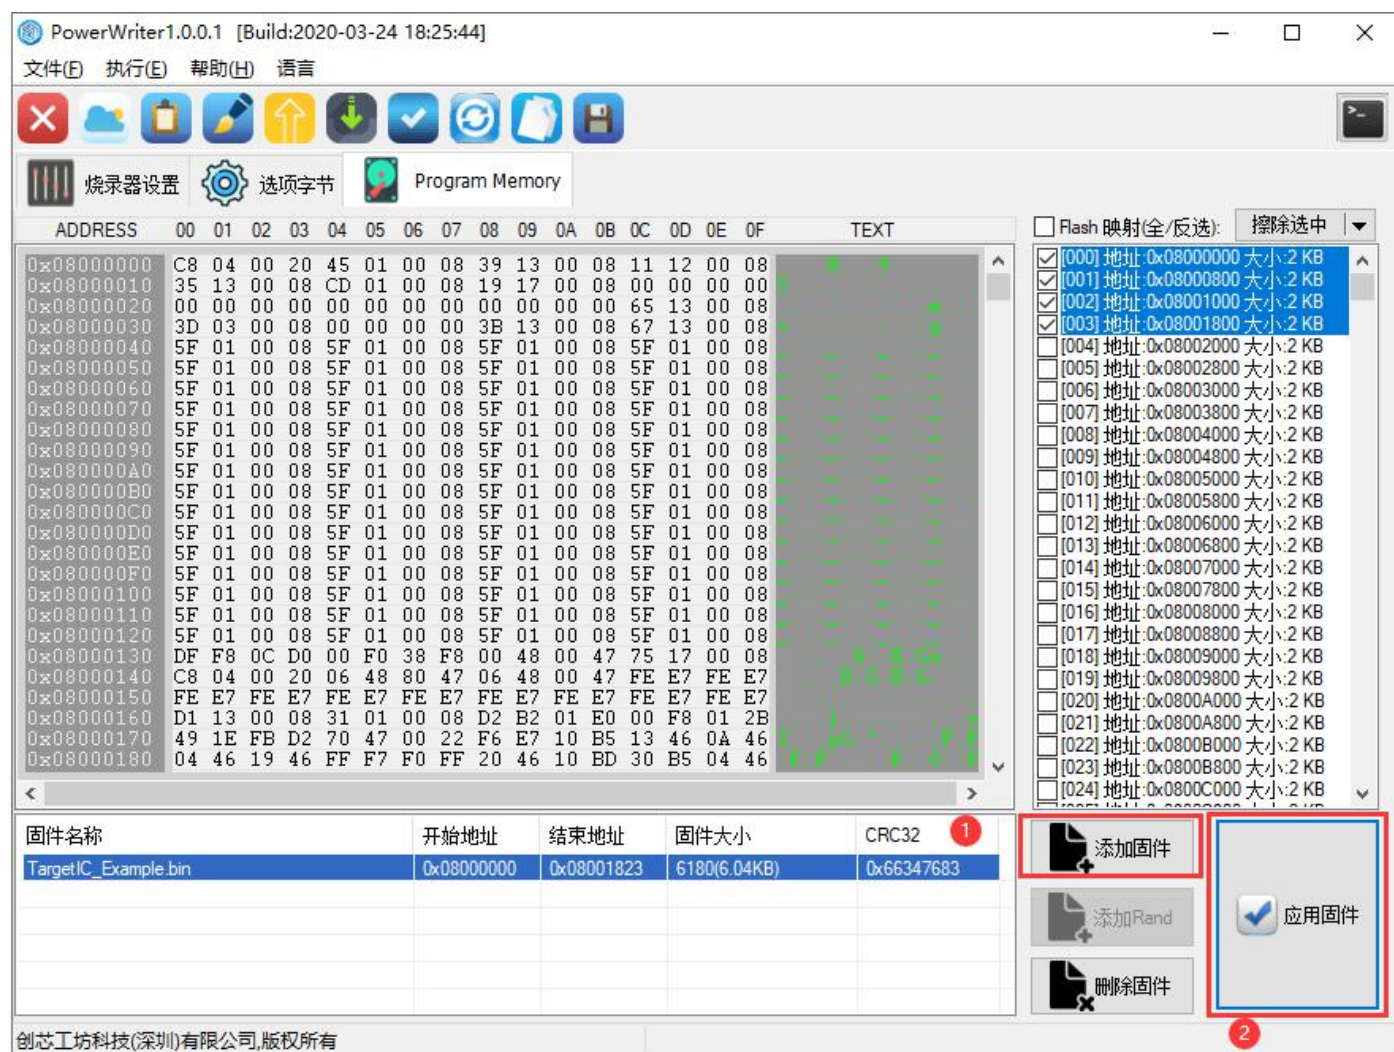 PowerWriter1.0.0.1 [Build:2020-03-24 18:25:44]
文件(F) 执行(E) 帮助(H) 语言
烧录器设置 选项字节 Program Memory
ADDRESS 00 01 02 03 04 05 06 07 08 09 0A 0B 0C 0D 0E 0F TEXT
Flash 映射(全/反选): 擦除选中
0x08000000 C8 04 00 20 45 01 00 08 39 13 00 08 11 12 00 08
0x08000010 35 13 00 08 CD 01 00 08 19 17 00 08 00 00 00 00
0x08000020 00 00 00 00 00 00 00 00 00 00 00 00 65 13 00 08
0x08000030 3D 03 00 08 00 00 00 00 3B 13 00 08 67 13 00 08
0x08000040 5F 01 00 08 5F 01 00 08 5F 01 00 08 5F 01 00 08
0x08000050 5F 01 00 08 5F 01 00 08 5F 01 00 08 5F 01 00 08
0x08000060 5F 01 00 08 5F 01 00 08 5F 01 00 08 5F 01 00 08
0x08000070 5F 01 00 08 5F 01 00 08 5F 01 00 08 5F 01 00 08
0x08000080 5F 01 00 08 5F 01 00 08 5F 01 00 08 5F 01 00 08
0x08000090 5F 01 00 08 5F 01 00 08 5F 01 00 08 5F 01 00 08
0x080000A0 5F 01 00 08 5F 01 00 08 5F 01 00 08 5F 01 00 08
0x080000B0 5F 01 00 08 5F 01 00 08 5F 01 00 08 5F 01 00 08
0x080000C0 5F 01 00 08 5F 01 00 08 5F 01 00 08 5F 01 00 08
0x080000D0 5F 01 00 08 5F 01 00 08 5F 01 00 08 5F 01 00 08
0x080000E0 5F 01 00 08 5F 01 00 08 5F 01 00 08 5F 01 00 08
0x080000F0 5F 01 00 08 5F 01 00 08 5F 01 00 08 5F 01 00 08
0x08000100 5F 01 00 08 5F 01 00 08 5F 01 00 08 5F 01 00 08
0x08000110 5F 01 00 08 5F 01 00 08 5F 01 00 08 5F 01 00 08
0x08000120 5F 01 00 08 5F 01 00 08 5F 01 00 08 5F 01 00 08
0x08000130 DF F8 0C D0 00 F0 38 F8 00 48 00 47 75 17 00 08
0x08000140 C8 04 00 20 06 48 80 47 06 48 00 47 FE E7 FE E7
0x08000150 FE E7 FE E7 FE E7 FE E7 FE E7 FE E7 FE E7 FE E7
0x08000160 D1 13 00 08 31 01 00 08 D2 B2 01 E0 00 F8 01 2B
0x08000170 49 1E FB D2 70 47 00 22 F6 E7 10 B5 13 46 0A 46
0x08000180 04 46 19 46 FF F7 F0 FF 20 46 10 BD 30 B5 04 46
[000] 地址:0x08000000 大小:2 KB
[001] 地址:0x08000800 大小:2 KB
[002] 地址:0x08001000 大小:2 KB
[003] 地址:0x08001800 大小:2 KB
[004] 地址:0x08002000 大小:2 KB
[005] 地址:0x08002800 大小:2 KB
[006] 地址:0x08003000 大小:2 KB
[007] 地址:0x08003800 大小:2 KB
[008] 地址:0x08004000 大小:2 KB
[009] 地址:0x08004800 大小:2 KB
[010] 地址:0x08005000 大小:2 KB
[011] 地址:0x08005800 大小:2 KB
[012] 地址:0x08006000 大小:2 KB
[013] 地址:0x08006800 大小:2 KB
[014] 地址:0x08007000 大小:2 KB
[015] 地址:0x08007800 大小:2 KB
[016] 地址:0x08008000 大小:2 KB
[017] 地址:0x08008800 大小:2 KB
[018] 地址:0x08009000 大小:2 KB
[019] 地址:0x08009800 大小:2 KB
[020] 地址:0x0800A000 大小:2 KB
[021] 地址:0x0800A800 大小:2 KB
[022] 地址:0x0800B000 大小:2 KB
[023] 地址:0x0800B800 大小:2 KB
[024] 地址:0x0800C000 大小:2 KB
固件名称 开始地址 结束地址 固件大小 CRC32
TargetIC_Example.bin 0x08000000 0x08001823 6180(6.04KB) 0x66347683
1
添加固件
添加Rand
删除固件
应用固件
2
创芯工坊科技(深圳)有限公司,版权所有